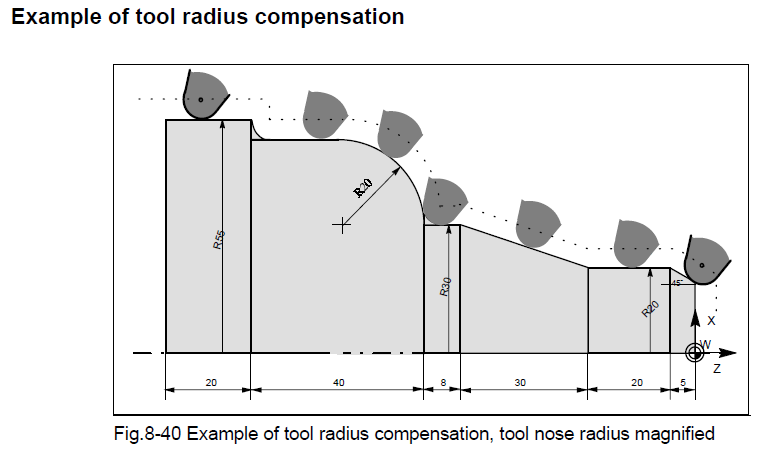 Example of tool radius compensation
R20
R55
R30
R20
45°
X
W
Z
20
40
8
30
20
5
Fig.8-40 Example of tool radius compensation, tool nose radius magnified